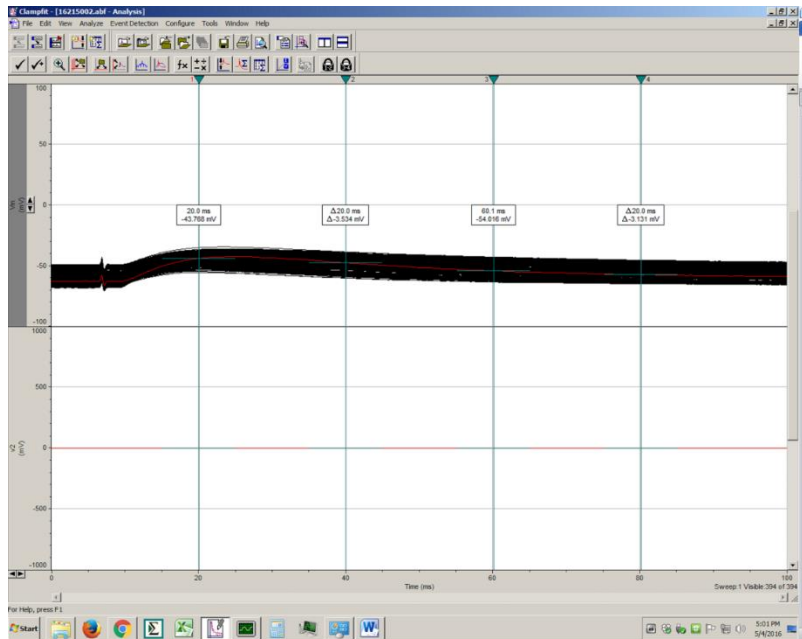 Clampfit - [16215002.abf - Analysis]
File Edit View Analyze Event Detection Configure Tools Window Help
1 2 3 4
100
50
0
-50
-100
Vm
(mV)
20.0 ms
-43.768 mV
Δ20.0 ms
Δ-3.534 mV
60.1 ms
-54.016 mV
Δ20.0 ms
Δ-3.131 mV
1000
500
0
-500
-1000
v2
(mV)
0 20 40 60 80 100
Time (ms)
Sweep:1 Visible:394 of 394
For Help, press F1
Start
5:01 PM
5/4/2016